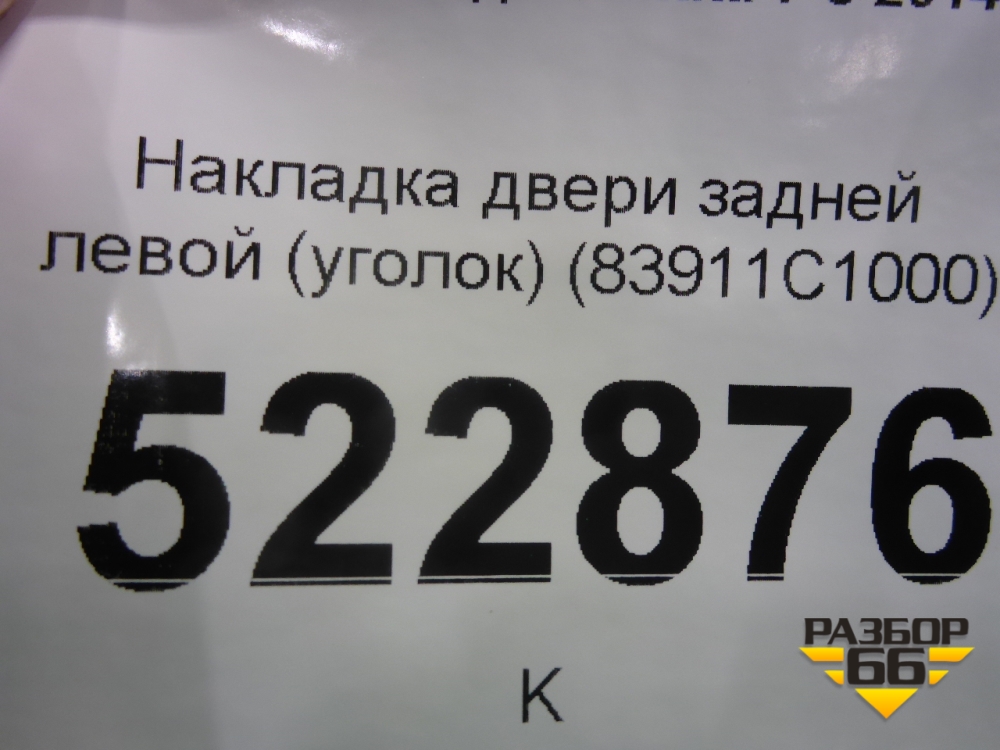 Накладка двери задней
левой (уголок) (83911C1000)
522876
K
РАЗБОР
66